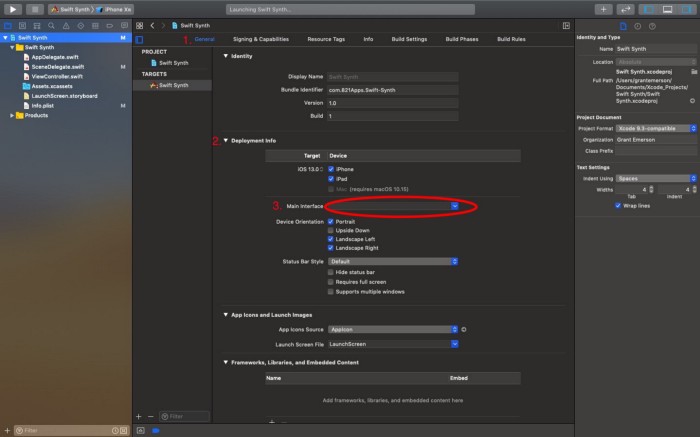 Swift Synth
iPhone Xs
Launching Swift Synth...
Swift Synth M
Swift Synth
AppDelegate.swift
SceneDelegate.swift M
ViewController.swift
Assets.xcassets
LaunchScreen.storyboard
Info.plist M
Products
Filter
Swift Synth
1. General Signing & Capabilities Resource Tags Info Build Settings Build Phases Build Rules
PROJECT
Swift Synth
TARGETS
Swift Synth
Filter
Identity
Display Name Swift Synth
Bundle Identifier com.821Apps.Swift-Synth
Version 1.0
Build 1
2. Deployment Info
Target Device
iOS 13.0 iPhone
iPad
Mac (requires macOS 10.15)
3. Main Interface
Device Orientation Portrait
Upside Down
Landscape Left
Landscape Right
Status Bar Style Default
Hide status bar
Requires full screen
Supports multiple windows
App Icons and Launch Images
App Icons Source AppIcon
Launch Screen File LaunchScreen
Frameworks, Libraries, and Embedded Content
Name Embed
Add frameworks, libraries, and embedded content here
Identity and Type
Name Swift Synth
Location Absolute
Swift Synth.xcodeproj
Full Path /Users/grantemerson/
Documents/Xcode_Projects/
Swift Synth/Swift
Synth.xcodeproj
Project Document
Project Format Xcode 9.3-compatible
Organization Grant Emerson
Class Prefix
Text Settings
Indent Using Spaces
Widths 4 4
Tab Indent
Wrap lines